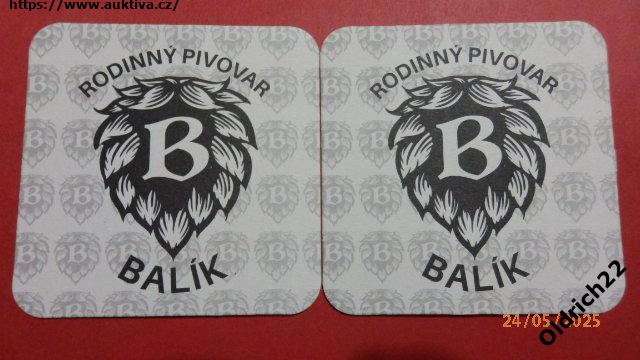 https://www.auktiva.cz/
RODINNÝ PIVOVAR
B
BALÍK
RODINNÝ PIVOVAR
B
BALÍK
24/05/2025
Oldrich22